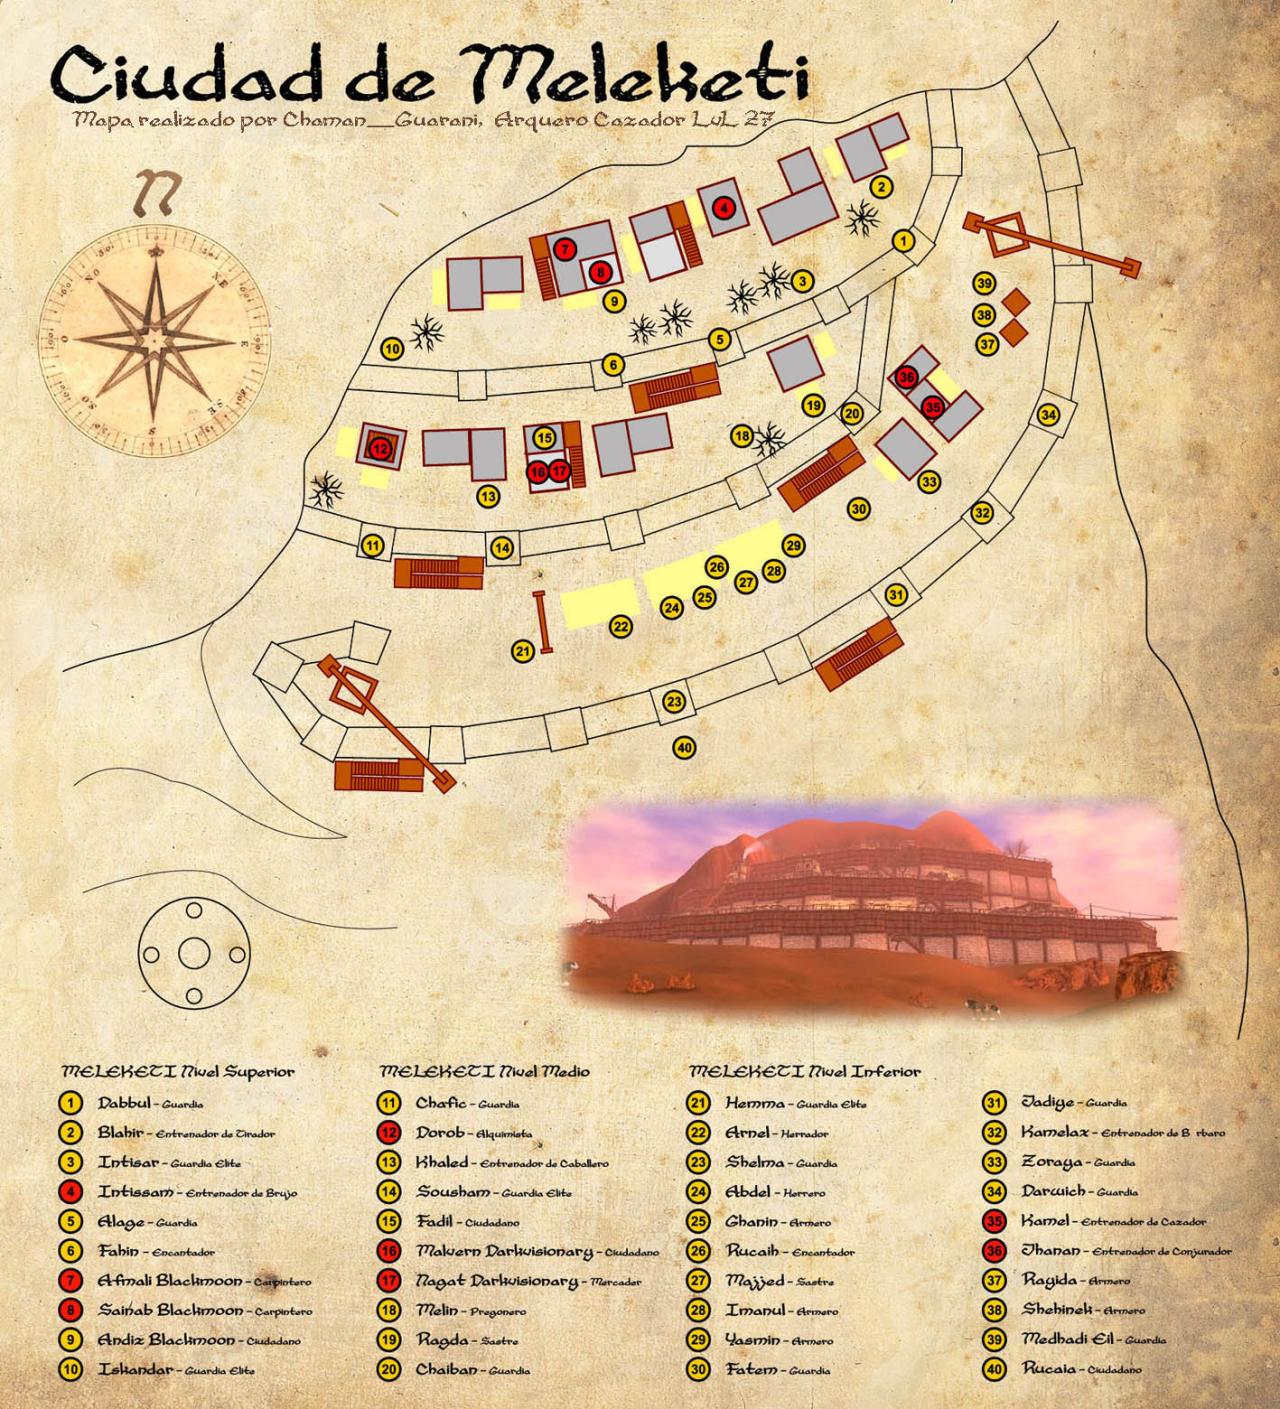 Ciudad de Meleketi
Mapa realizado por Chaman__Guarani, Arquero Cazador LvL 27
N
NO
NE
O
E
SO
SE
S
4
2
7
8
1
9
3
39
38
10
5
6
37
36
35
19
20
34
12
15
18
16 17
13
33
30
32
11
14
29
26
28
27
25
31
24
22
21
23
40
MELEKETI Nivel Superior
1 Dabbul - Guardia
2 Blahir - Entrenador de Tirador
3 Intisar - Guardia Elite
4 Intissam - Entrenador de Brujo
5 Alage - Guardia
6 Fahin - Encantador
7 Afmali Blackmoon - Carpintero
8 Sainab Blackmoon - Carpintero
9 Andiz Blackmoon - Ciudadano
10 Iskandar - Guardia Elite
MELEKETI Nivel Medio
11 Chafic - Guardia
12 Dorob - Alquimista
13 Khaled - Entrenador de Caballero
14 Sousham - Guardia Elite
15 Fadil - Ciudadano
16 Malvern Darkvisionary - Ciudadano
17 Nagat Darkvisionary - Mercader
18 Melin - Pregonero
19 Ragda - Sastre
20 Chaiban - Guardia
MELEKETI Nivel Inferior
21 Hemma - Guardia Elite
22 Arnel - Herrador
23 Shelma - Guardia
24 Abdel - Herrero
25 Ghanin - Armero
26 Rucaih - Encantador
27 Majjed - Sastre
28 Imanul - Armero
29 Yasmin - Armero
30 Fatem - Guardia
31 Jadiye - Guardia
32 Kamelax - Entrenador de B rbaro
33 Zoraya - Guardia
34 Darwich - Guardia
35 Kamel - Entrenador de Cazador
36 Jhanan - Entrenador de Conjurador
37 Ragida - Armero
38 Shehinek - Armero
39 Medhadi Eil - Guardia
40 Rucaia - Ciudadano